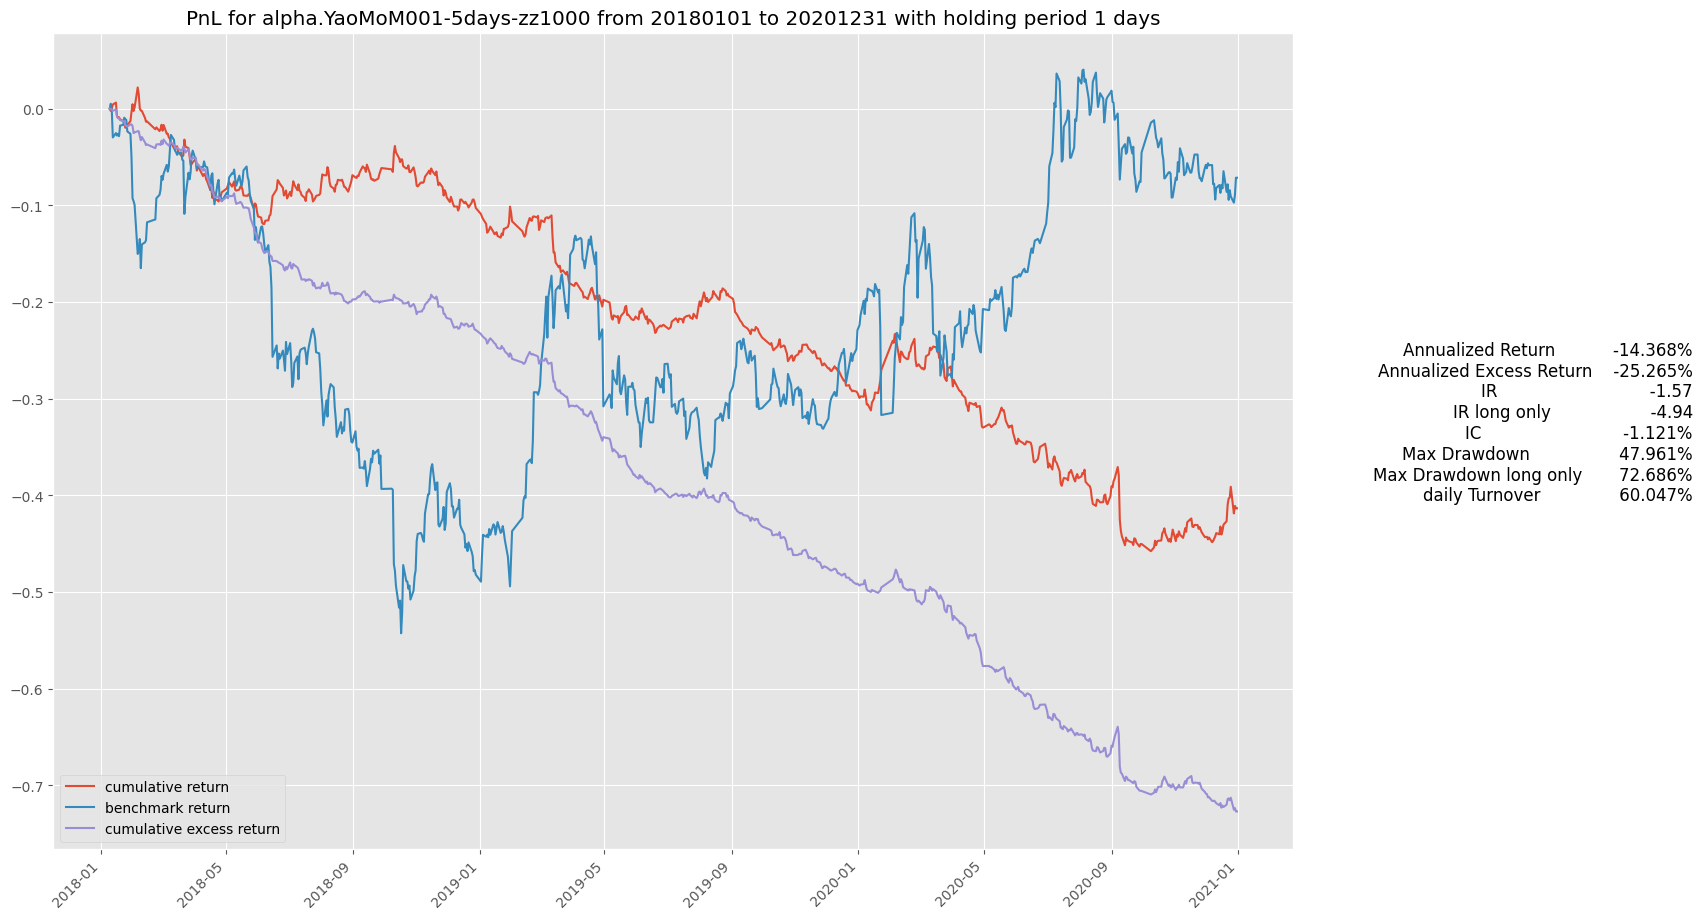 PnL for alpha.YaoMoM001-5days-zz1000 from 20180101 to 20201231 with holding period 1 days
0.0
−0.1
−0.2
−0.3
−0.4
−0.5
−0.6
−0.7
cumulative return
benchmark return
cumulative excess return
2018-01
2018-05
2018-09
2019-01
2019-05
2019-09
2020-01
2020-05
2020-09
2021-01
Annualized Return -14.368%
Annualized Excess Return -25.265%
IR -1.57
IR long only -4.94
IC -1.121%
Max Drawdown 47.961%
Max Drawdown long only 72.686%
daily Turnover 60.047%